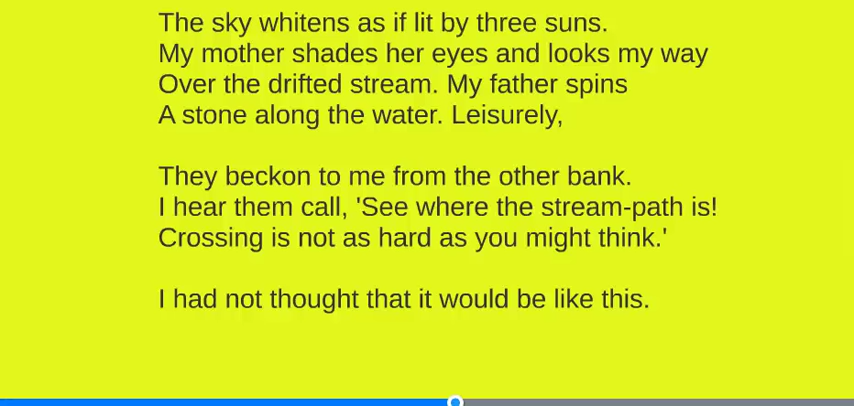 The sky whitens as if lit by three suns.
My mother shades her eyes and looks my way
Over the drifted stream. My father spins
A stone along the water. Leisurely,
They beckon to me from the other bank.
I hear them call, 'See where the stream-path is!
Crossing is not as hard as you might think.'
I had not thought that it would be like this.